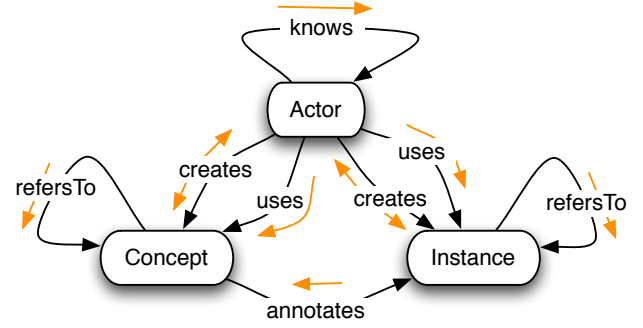 knows
Actor
creates
uses
uses
creates
refersTo
refersTo
Concept
Instance
annotates